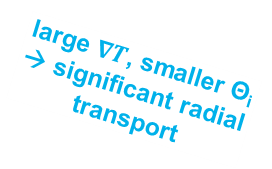 large ∇T, smaller Θᵢ
→ significant radial
transport